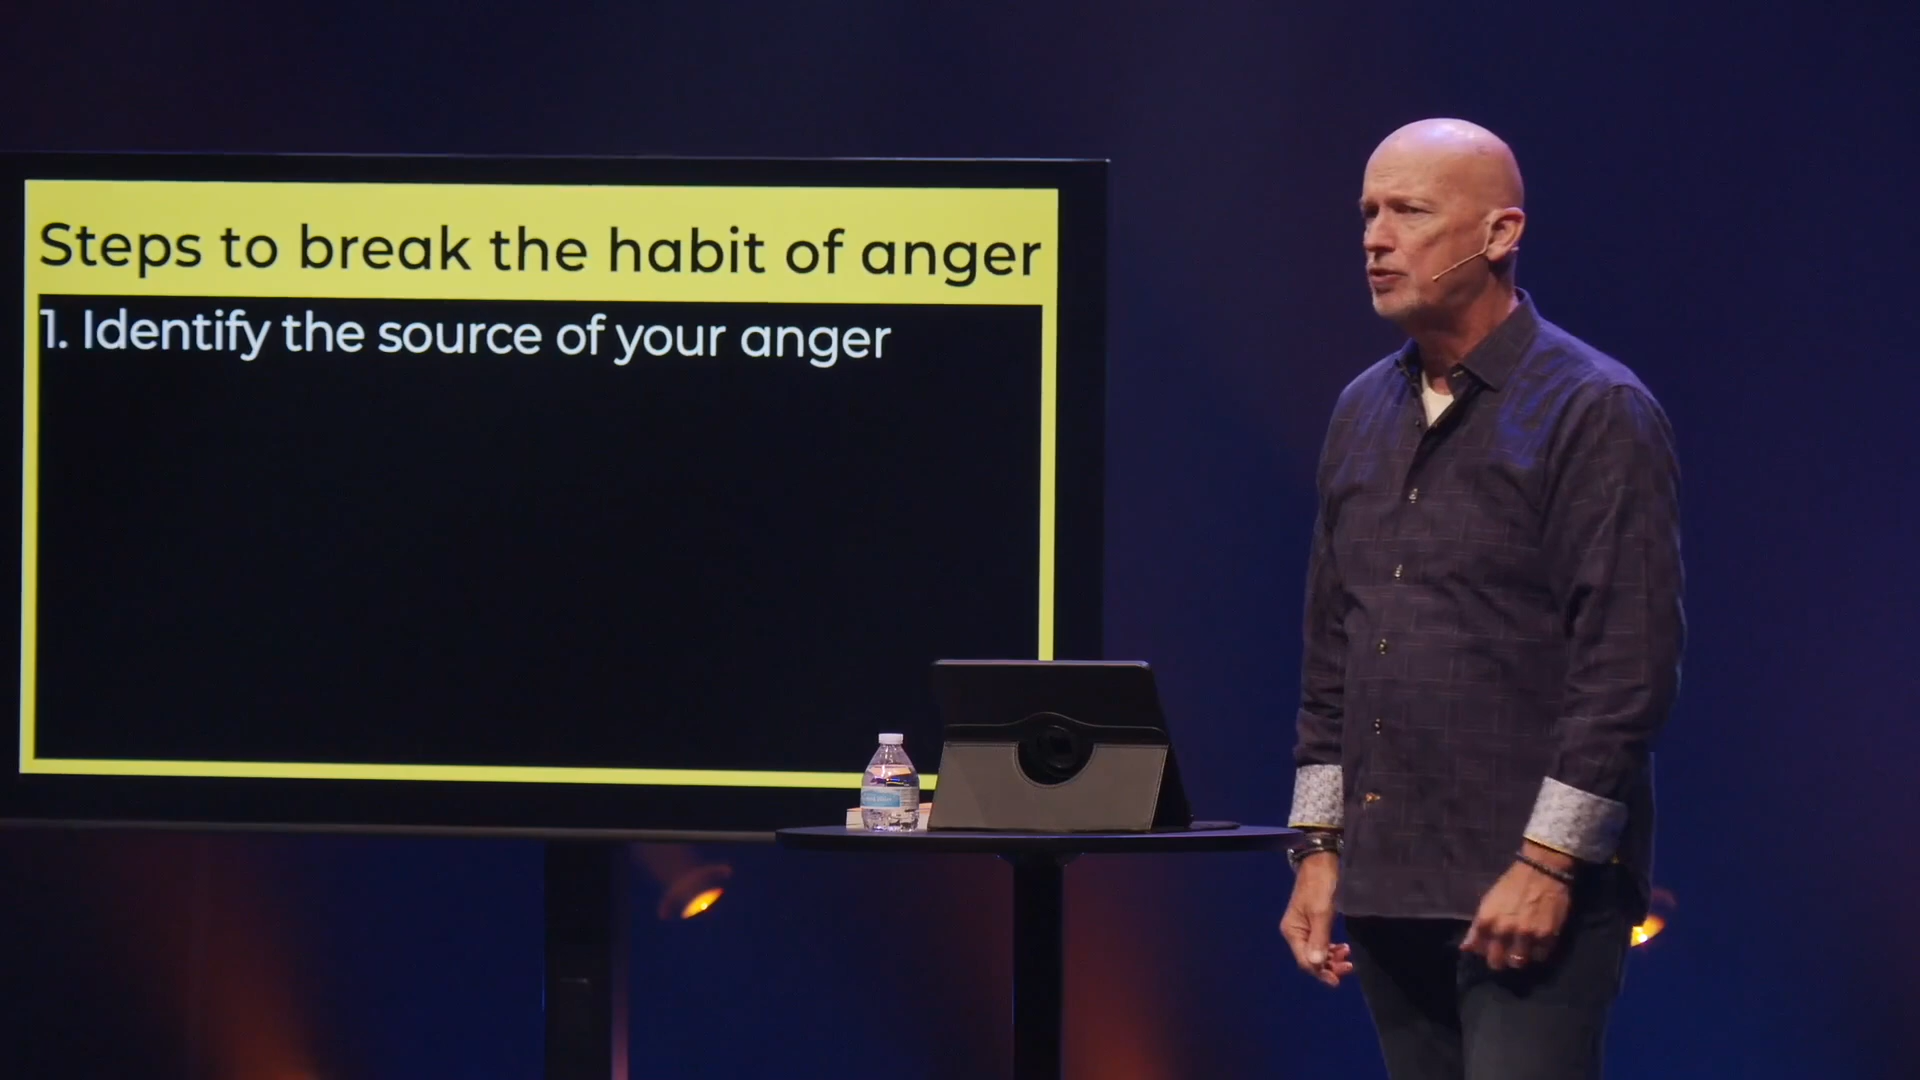 Steps to break the habit of anger
1. Identify the source of your anger